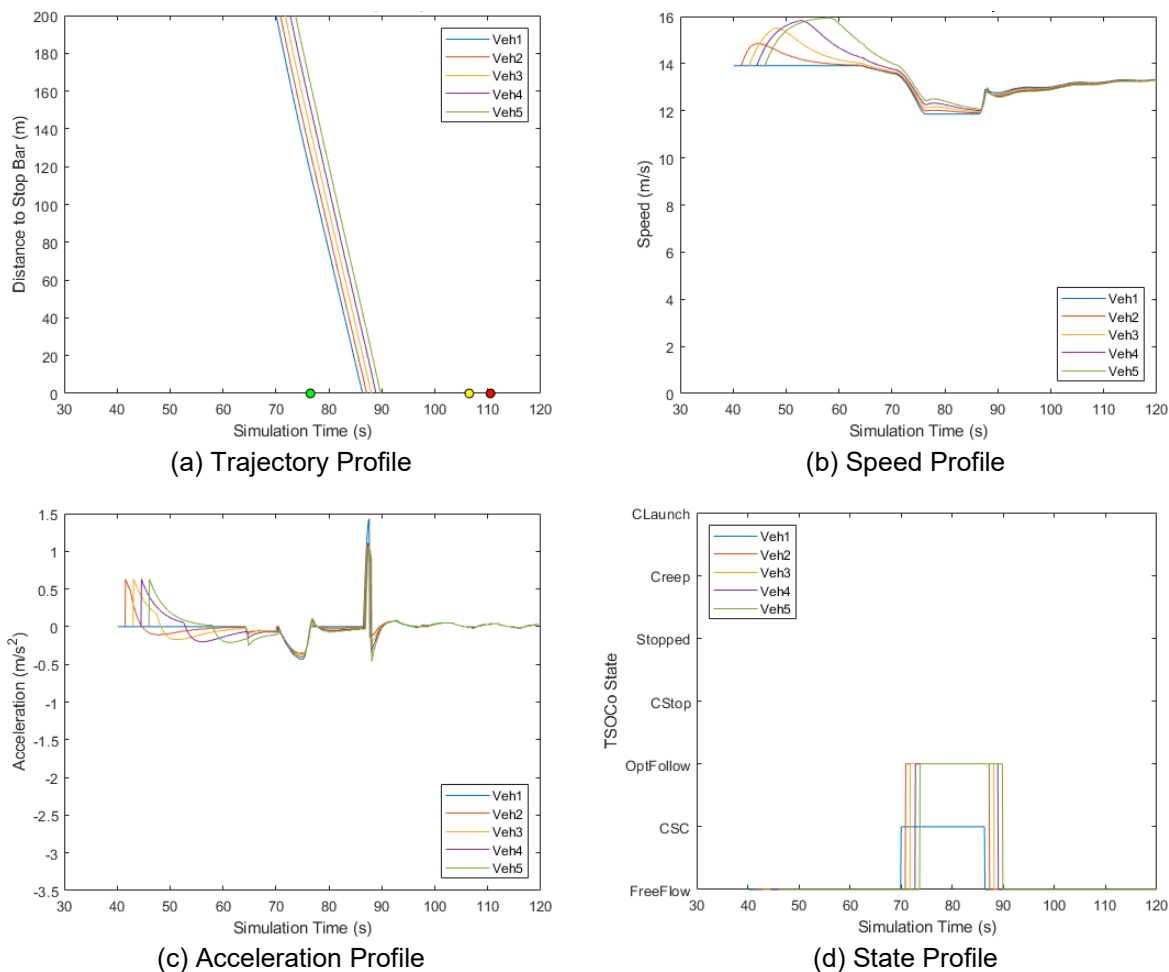 200
180
160
140
120
100
80
60
40
20
0
Distance to Stop Bar (m)
30 40 50 60 70 80 90 100 110 120
Simulation Time (s)
Veh1
Veh2
Veh3
Veh4
Veh5
(a) Trajectory Profile
16
14
12
10
8
6
4
2
0
Speed (m/s)
30 40 50 60 70 80 90 100 110 120
Simulation Time (s)
Veh1
Veh2
Veh3
Veh4
Veh5
(b) Speed Profile
1.5
1
0.5
0
-0.5
-1
-1.5
-2
-2.5
-3
-3.5
Acceleration (m/s²)
30 40 50 60 70 80 90 100 110 120
Simulation Time (s)
Veh1
Veh2
Veh3
Veh4
Veh5
(c) Acceleration Profile
CLaunch
Creep
Stopped
CStop
OptFollow
CSC
FreeFlow
TSOCo State
30 40 50 60 70 80 90 100 110 120
Simulation Time (s)
Veh1
Veh2
Veh3
Veh4
Veh5
(d) State Profile